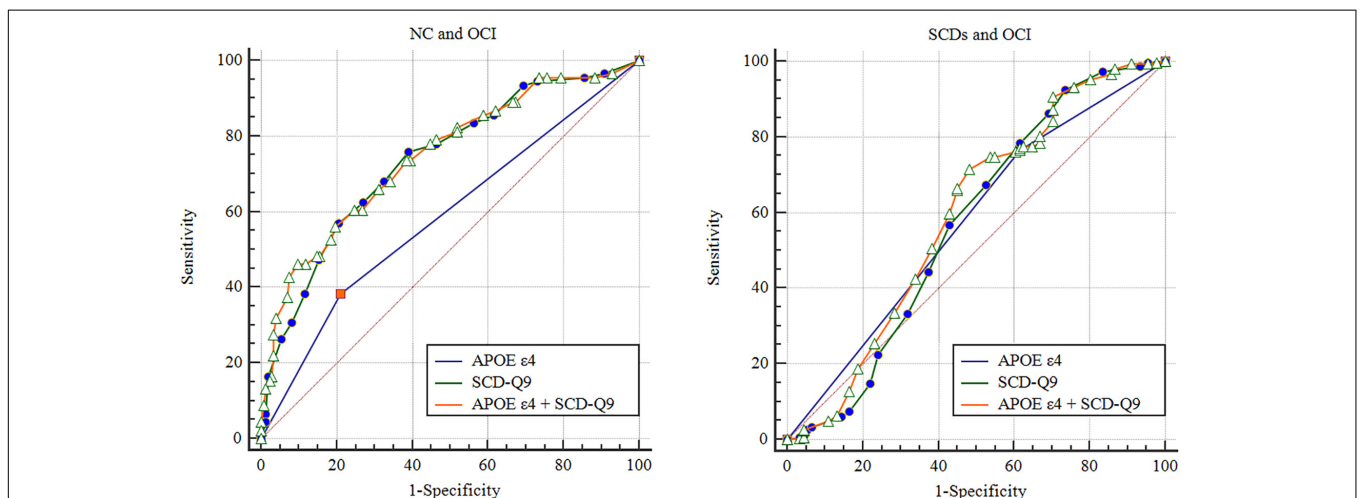 NC and OCI
Sensitivity
100
80
60
40
20
0
0 20 40 60 80 100
1-Specificity
APOE ε4
SCD-Q9
APOE ε4 + SCD-Q9
SCDs and OCI
Sensitivity
100
80
60
40
20
0
0 20 40 60 80 100
1-Specificity
APOE ε4
SCD-Q9
APOE ε4 + SCD-Q9